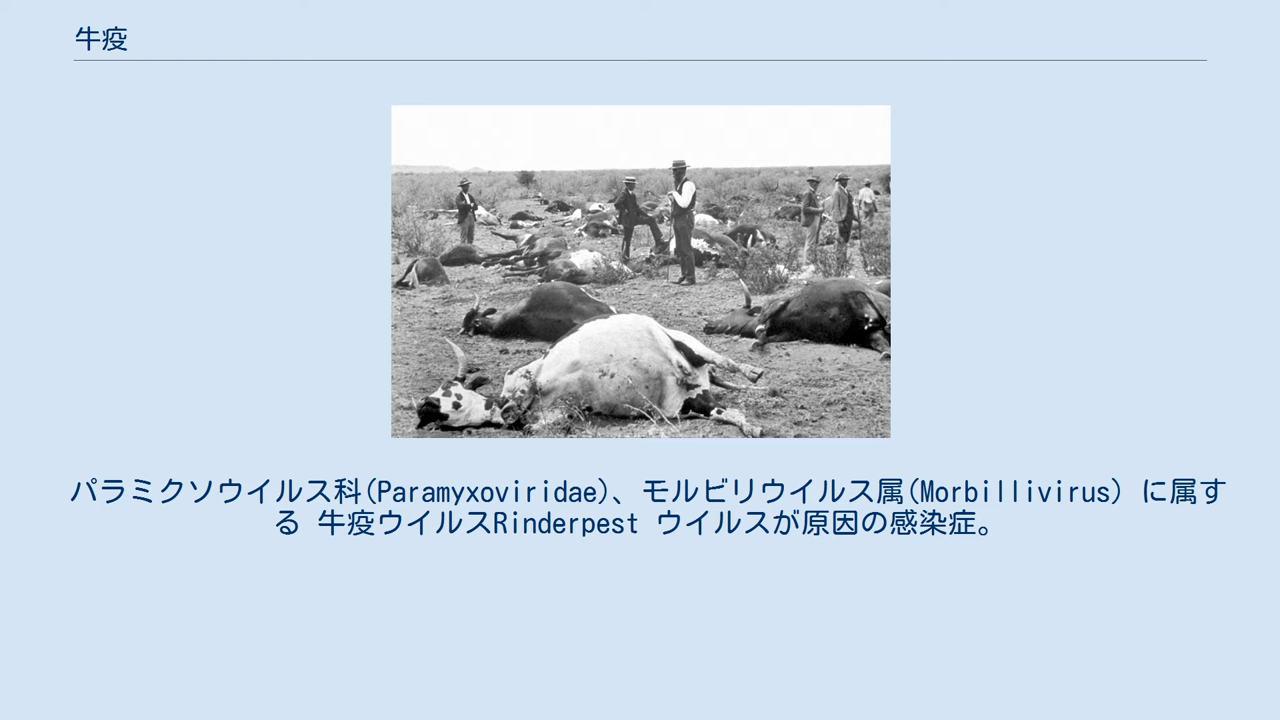 牛疫
パラミクソウイルス科(Paramyxoviridae)、モルビリウイルス属(Morbillivirus) に属す
る 牛疫ウイルスRinderpest ウイルスが原因の感染症。